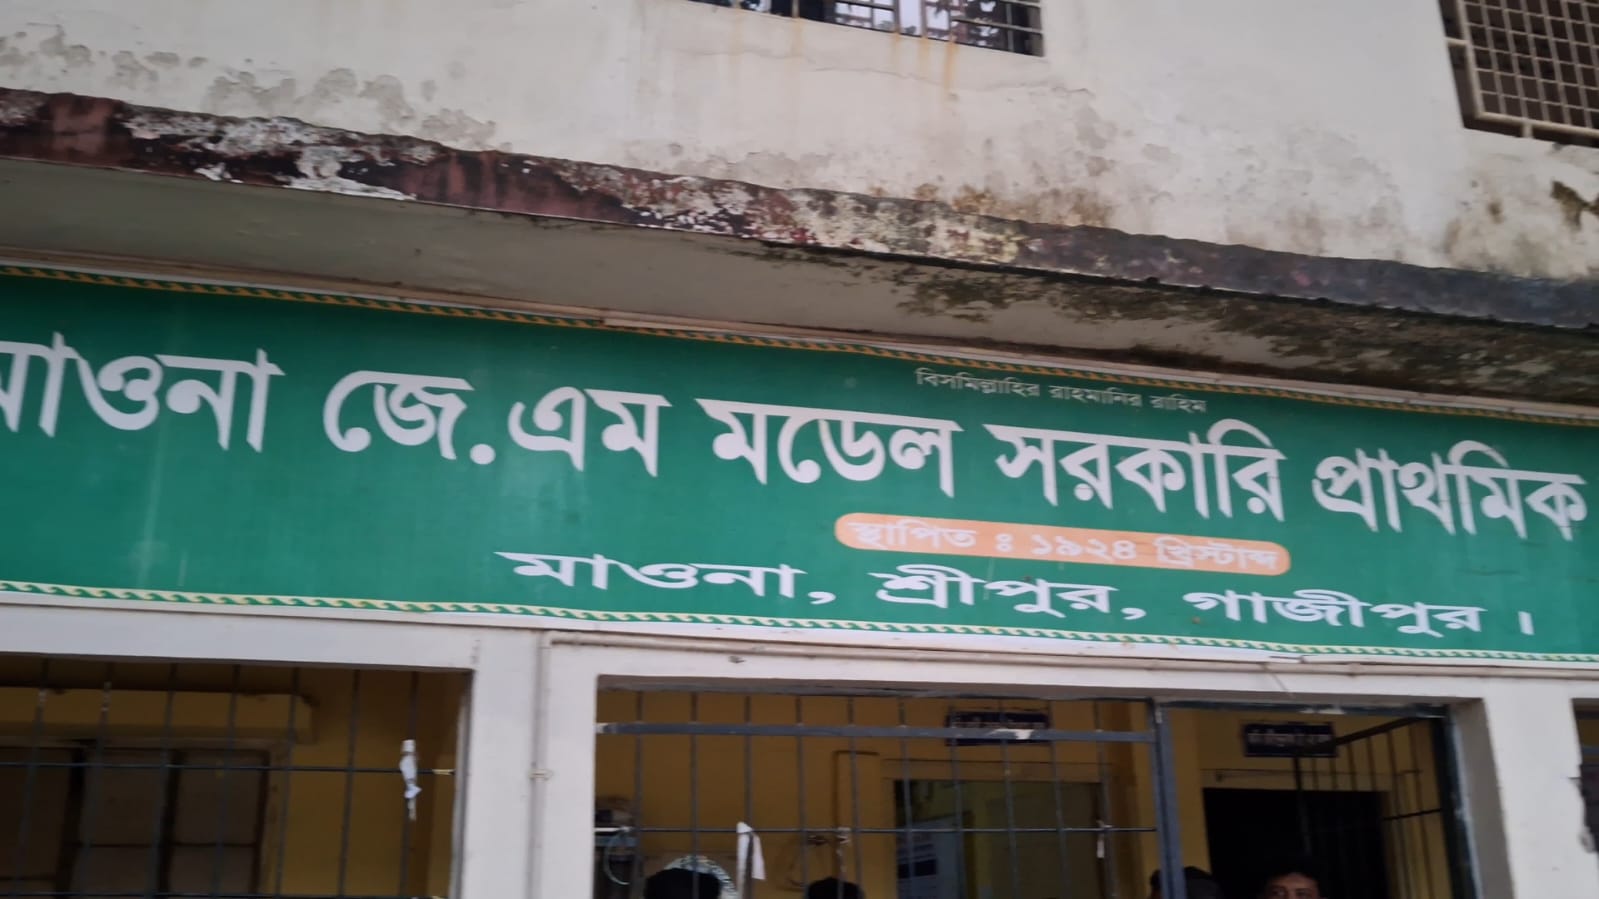 বিসমিল্লাহির রাহমানির রাহিম
মাওনা জে.এম মডেল সরকারি প্রাথমিক
স্থাপিত ঃ ১৯২৪ খ্রিস্টাব্দ
মাওনা, শ্রীপুর, গাজীপুর।